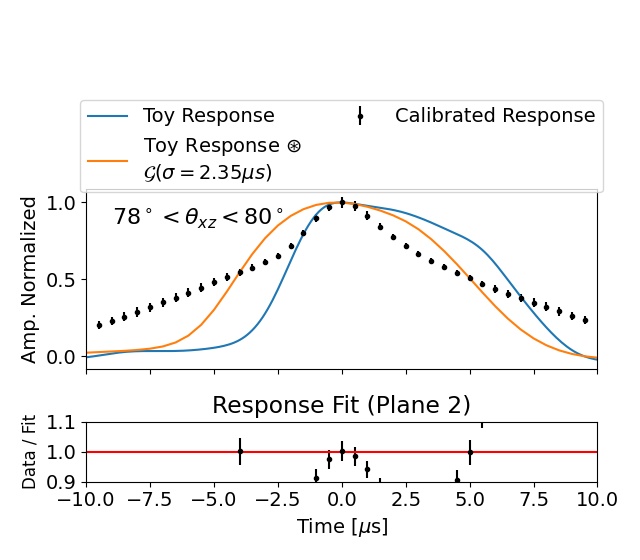 Toy Response
Calibrated Response
Toy Response ⊛
𝒢(σ = 2.35μs)
78° < θxz < 80°
1.0
0.5
0.0
Amp. Normalized
Response Fit (Plane 2)
1.1
1.0
0.9
Data / Fit
−10.0 −7.5 −5.0 −2.5 0.0 2.5 5.0 7.5 10.0
Time [μs]